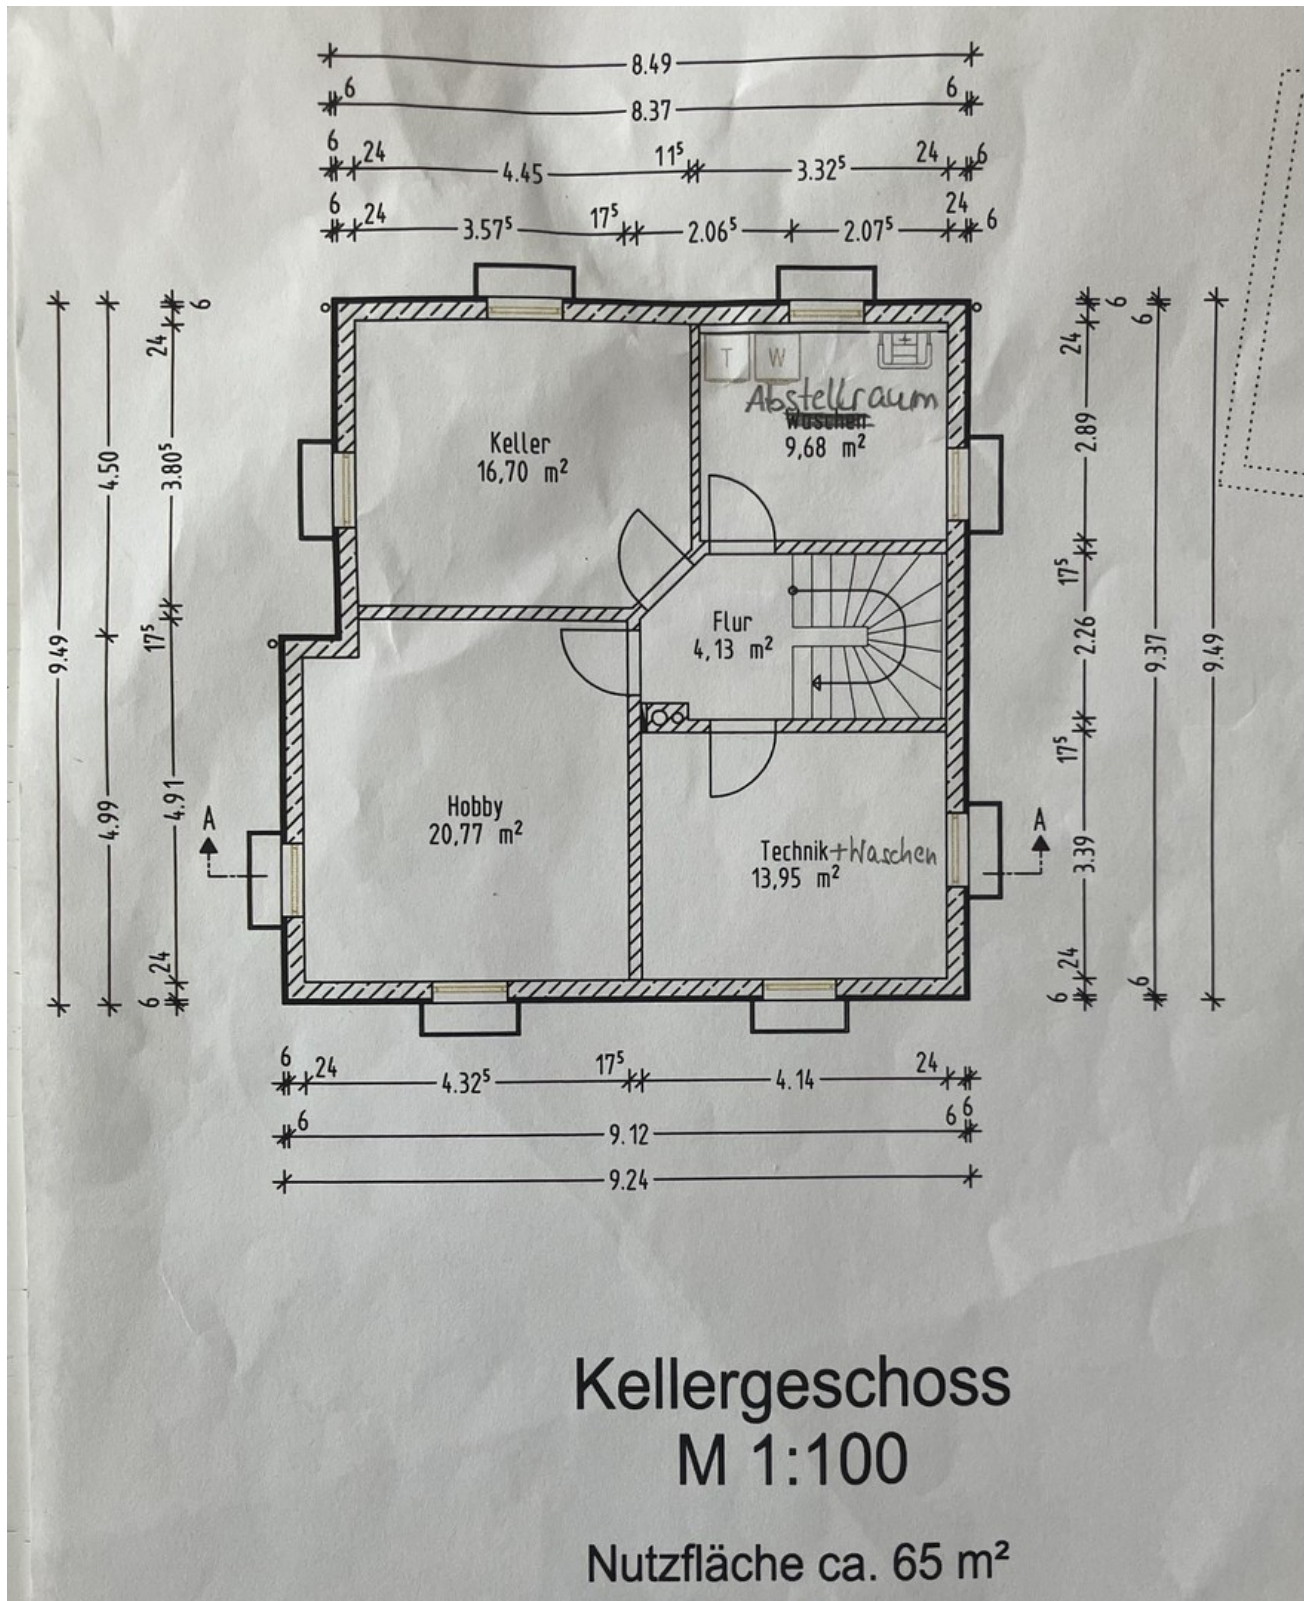 8.49
6 6
8.37
6 24 11⁵ 24 6
4.45 3.32⁵
6 24 17⁵ 24 6
3.57⁵ 2.06⁵ 2.07⁵
6 6 6
24 24
T W
Abstellraum
Waschen
9,68 m²
Keller
16,70 m²
4.50 3.80⁵ 2.89
17⁵ 17⁵
Flur
4,13 m²
9.49 2.26 9.37 9.49
17⁵
Hobby
20,77 m²
4.99 4.91
A A
Technik+Waschen
13,95 m²
3.39
24 24
6 6 6
6 24 17⁵ 24
4.32⁵ 4.14
6 6 6
9.12
9.24
Kellergeschoss
M 1:100
Nutzfläche ca. 65 m²